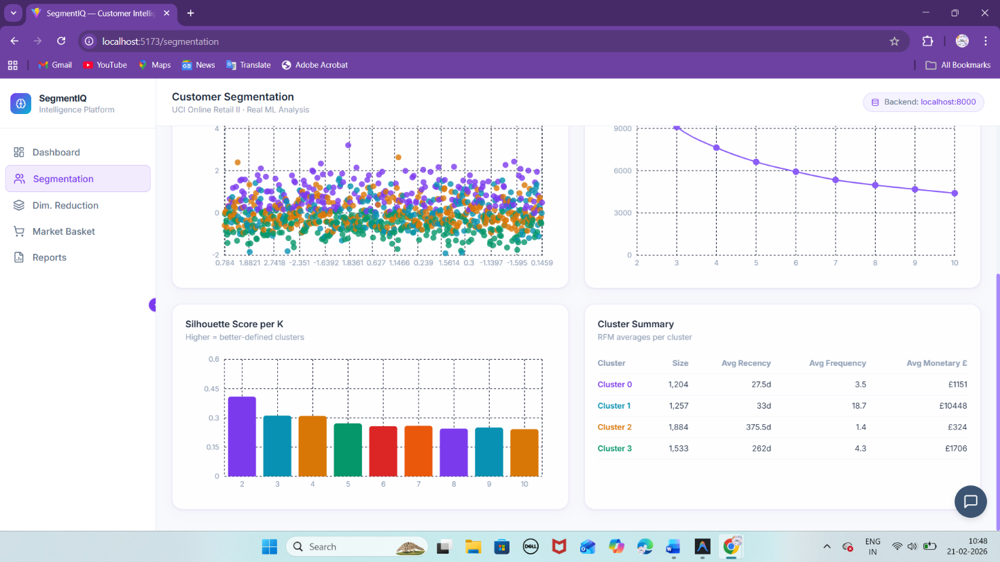 SegmentIQ — Customer Intellig
localhost:5173/segmentation
Gmail
YouTube
Maps
News
Translate
Adobe Acrobat
All Bookmarks
SegmentIQ
Intelligence Platform
Dashboard
Segmentation
Dim. Reduction
Market Basket
Reports
Customer Segmentation
UCI Online Retail II · Real ML Analysis
Backend: localhost:8000
4
2
0
-2
0.784 1.8821 2.7418 -2.351 -1.6392 1.8361 0.627 1.1466 0.239 1.5614 0.3 -1.1397 -1.595 0.1459
9000
6000
3000
0
2 3 4 5 6 7 8 9 10
Silhouette Score per K
Higher = better-defined clusters
0.6
0.45
0.3
0.15
0
2 3 4 5 6 7 8 9 10
Cluster Summary
RFM averages per cluster
Cluster Size Avg Recency Avg Frequency Avg Monetary £
Cluster 0 1,204 27.5d 3.5 £1151
Cluster 1 1,257 33d 18.7 £10448
Cluster 2 1,884 375.5d 1.4 £324
Cluster 3 1,533 262d 4.3 £1706
Search
DELL
ENG
IN
10:48
21-02-2026